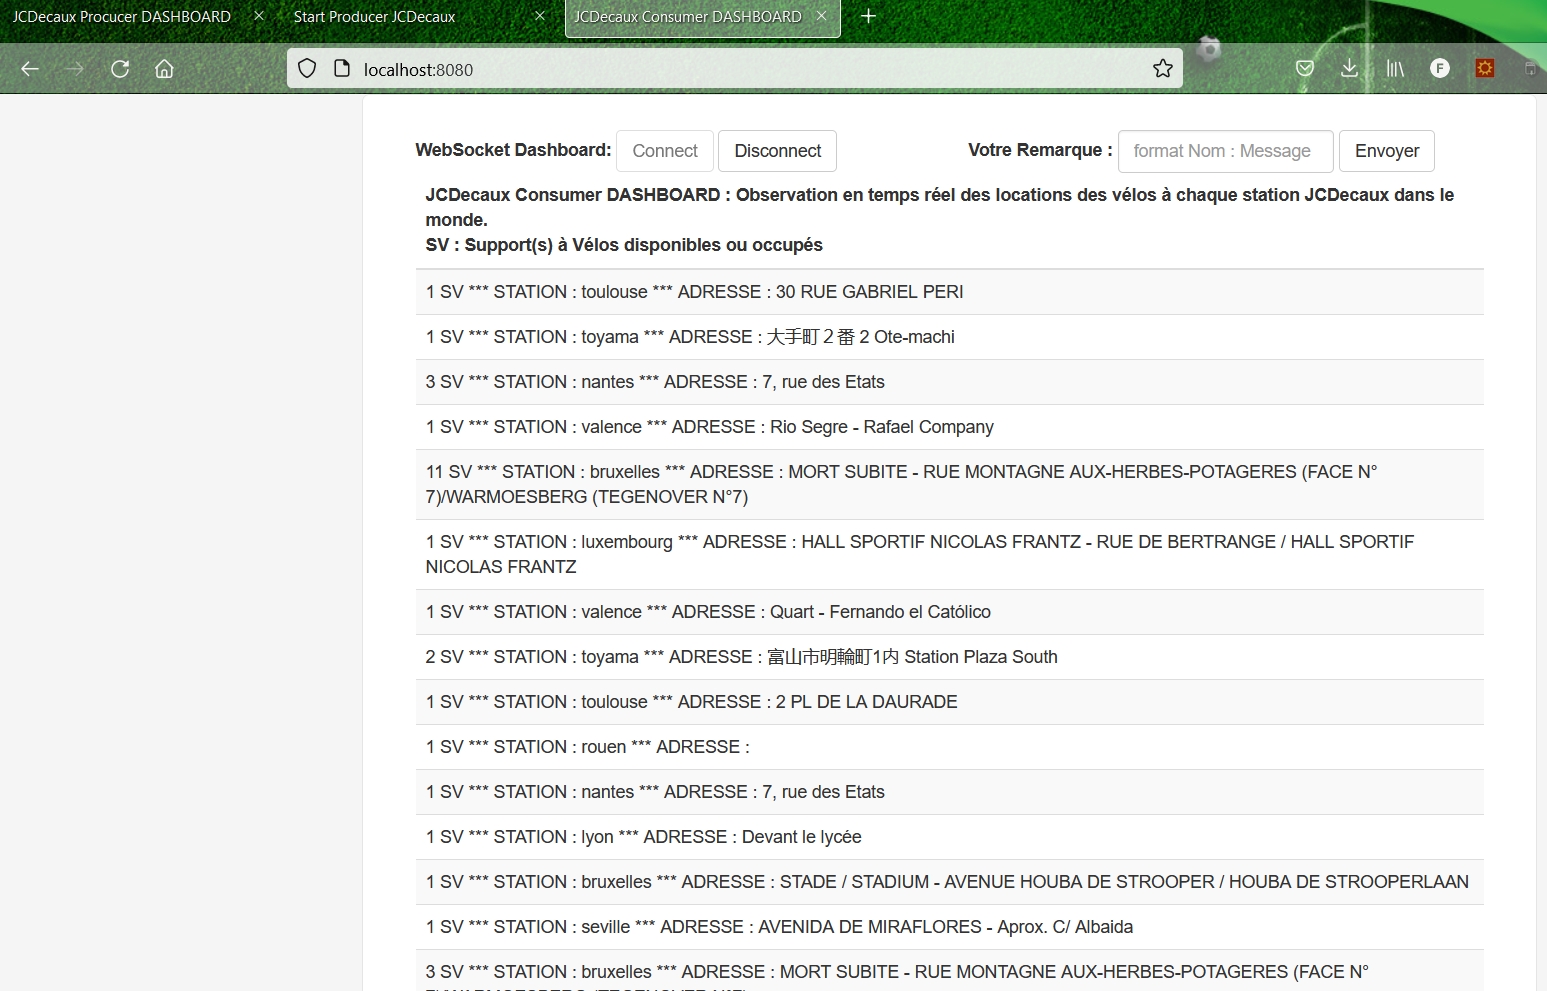 JCDecaux Procucer DASHBOARD
Start Producer JCDecaux
JCDecaux Consumer DASHBOARD
localhost:8080
F
WebSocket Dashboard: Connect Disconnect
Votre Remarque : format Nom : Message Envoyer
JCDecaux Consumer DASHBOARD : Observation en temps réel des locations des vélos à chaque station JCDecaux dans le
monde.
SV : Support(s) à Vélos disponibles ou occupés
1 SV *** STATION : toulouse *** ADRESSE : 30 RUE GABRIEL PERI
1 SV *** STATION : toyama *** ADRESSE : 大手町２番 2 Ote-machi
3 SV *** STATION : nantes *** ADRESSE : 7, rue des Etats
1 SV *** STATION : valence *** ADRESSE : Rio Segre - Rafael Company
11 SV *** STATION : bruxelles *** ADRESSE : MORT SUBITE - RUE MONTAGNE AUX-HERBES-POTAGERES (FACE N°
7)/WARMOESBERG (TEGENOVER N°7)
1 SV *** STATION : luxembourg *** ADRESSE : HALL SPORTIF NICOLAS FRANTZ - RUE DE BERTRANGE / HALL SPORTIF
NICOLAS FRANTZ
1 SV *** STATION : valence *** ADRESSE : Quart - Fernando el Católico
2 SV *** STATION : toyama *** ADRESSE : 富山市明輪町1内 Station Plaza South
1 SV *** STATION : toulouse *** ADRESSE : 2 PL DE LA DAURADE
1 SV *** STATION : rouen *** ADRESSE :
1 SV *** STATION : nantes *** ADRESSE : 7, rue des Etats
1 SV *** STATION : lyon *** ADRESSE : Devant le lycée
1 SV *** STATION : bruxelles *** ADRESSE : STADE / STADIUM - AVENUE HOUBA DE STROOPER / HOUBA DE STROOPERLAAN
1 SV *** STATION : seville *** ADRESSE : AVENIDA DE MIRAFLORES - Aprox. C/ Albaida
3 SV *** STATION : bruxelles *** ADRESSE : MORT SUBITE - RUE MONTAGNE AUX-HERBES-POTAGERES (FACE N°